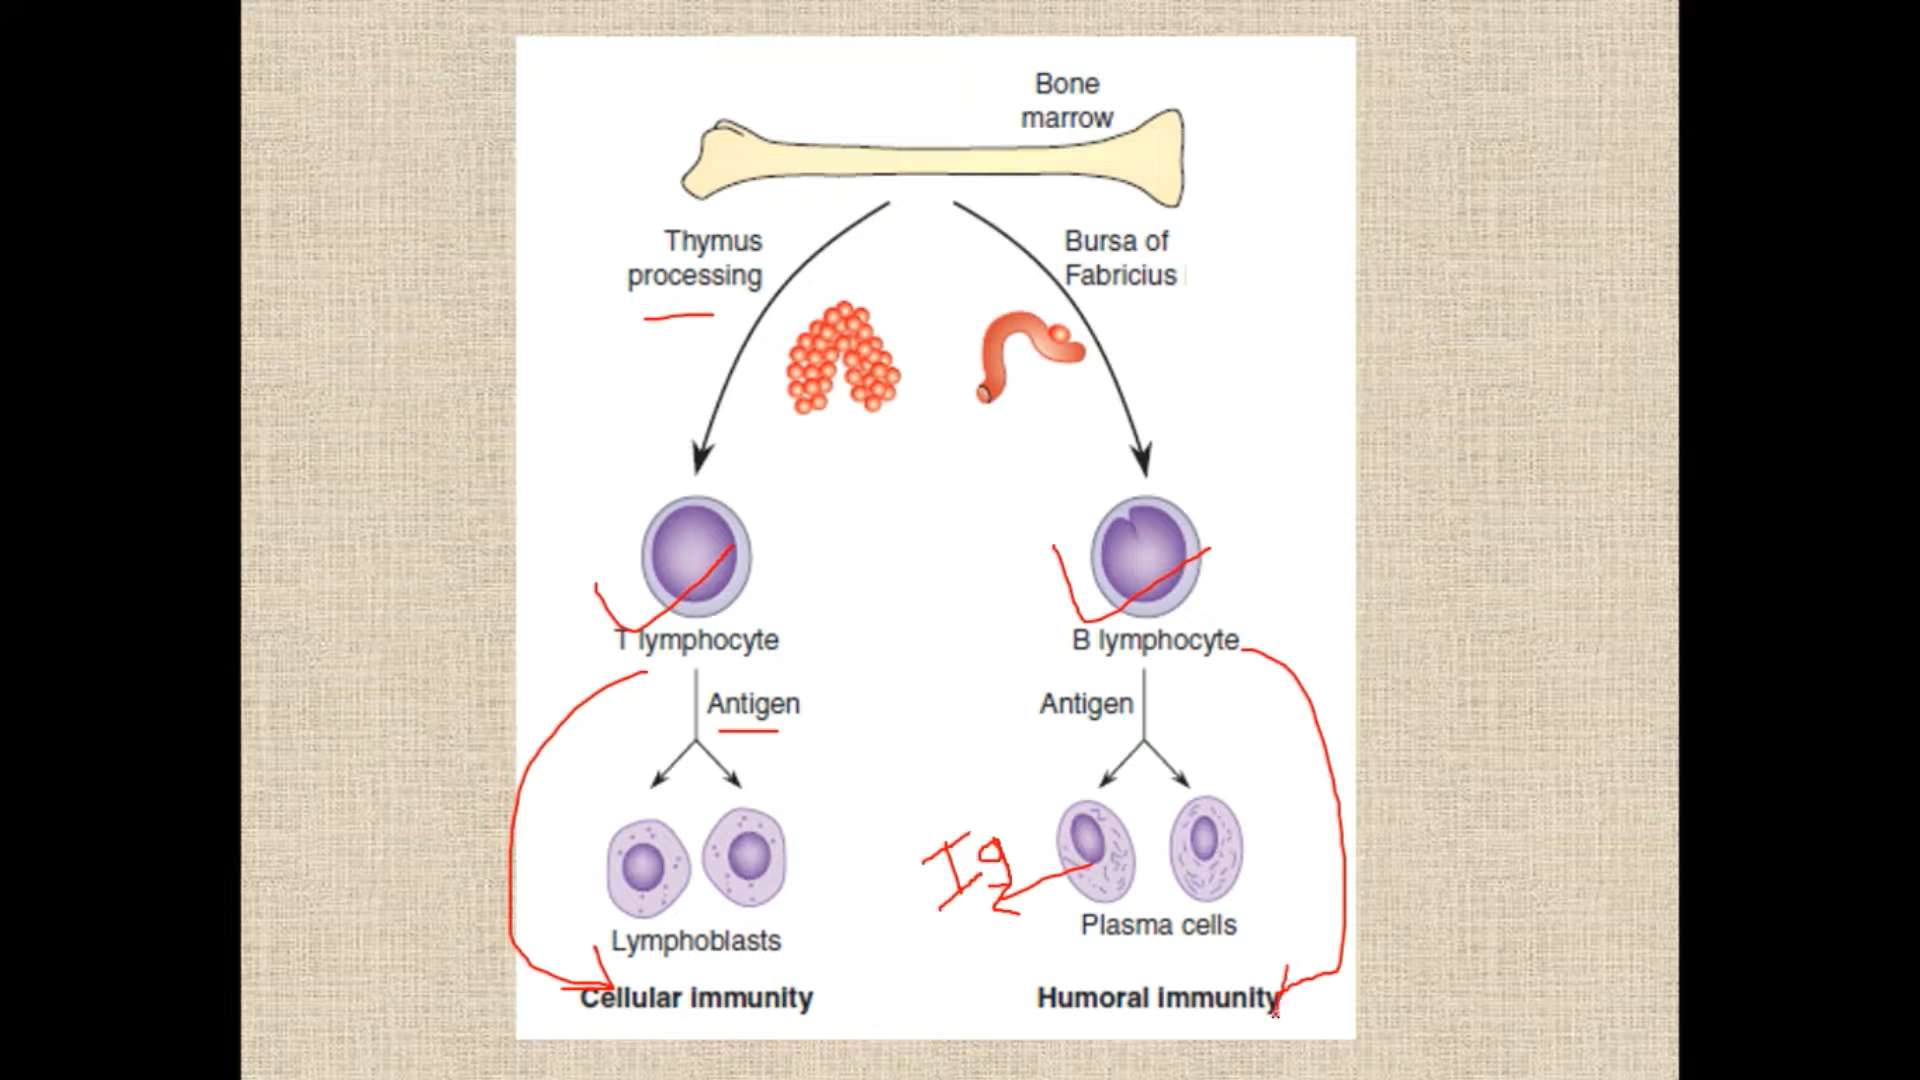 Bone
marrow
Thymus
processing
Bursa of
Fabricius
T lymphocyte
B lymphocyte
Antigen
Antigen
Ig
Plasma cells
Lymphoblasts
Cellular immunity
Humoral immunity